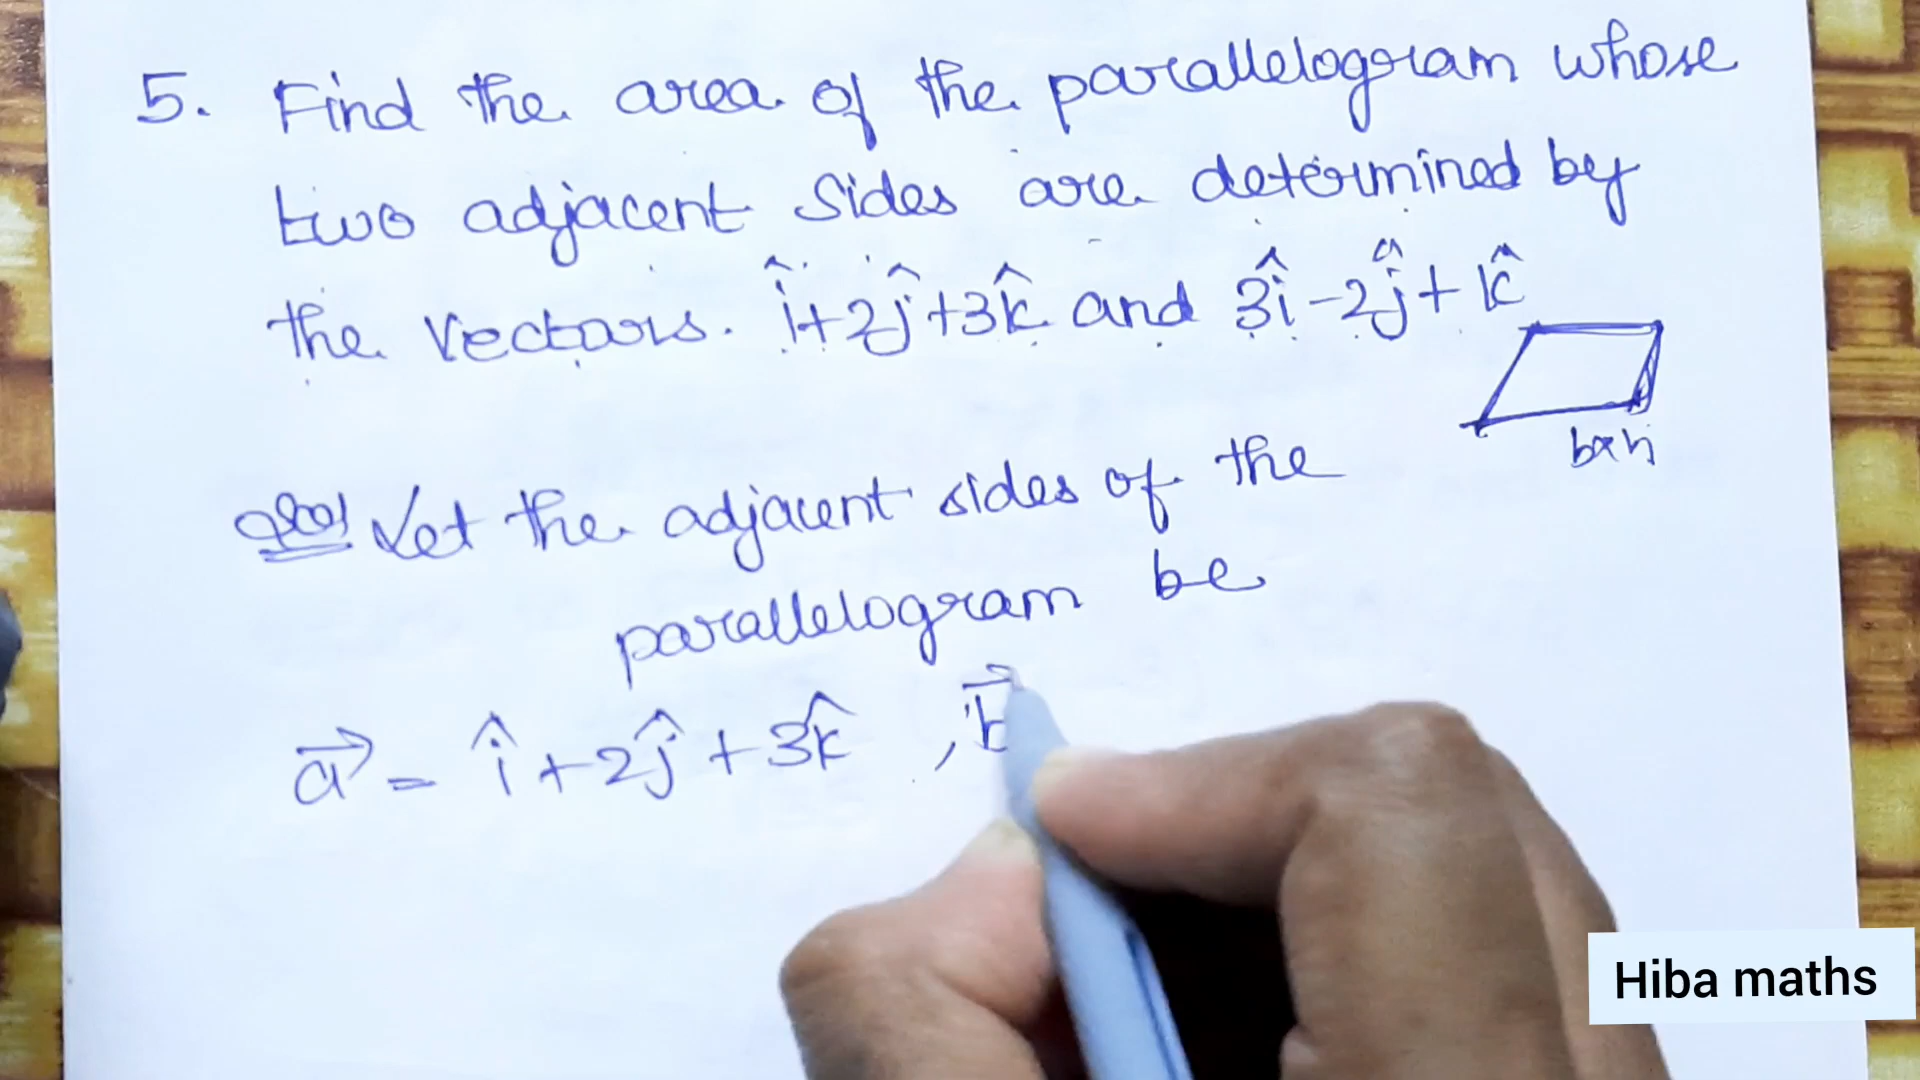 5. Find the area of the parallelogram whose
two adjacent sides are determined by
the vectors. î+2ĵ+3k̂ and 3î-2ĵ+k̂
b×h
Sol Let the adjacent sides of the
parallelogram be
a⃗ = î+2ĵ+3k̂ , b⃗
Hiba maths